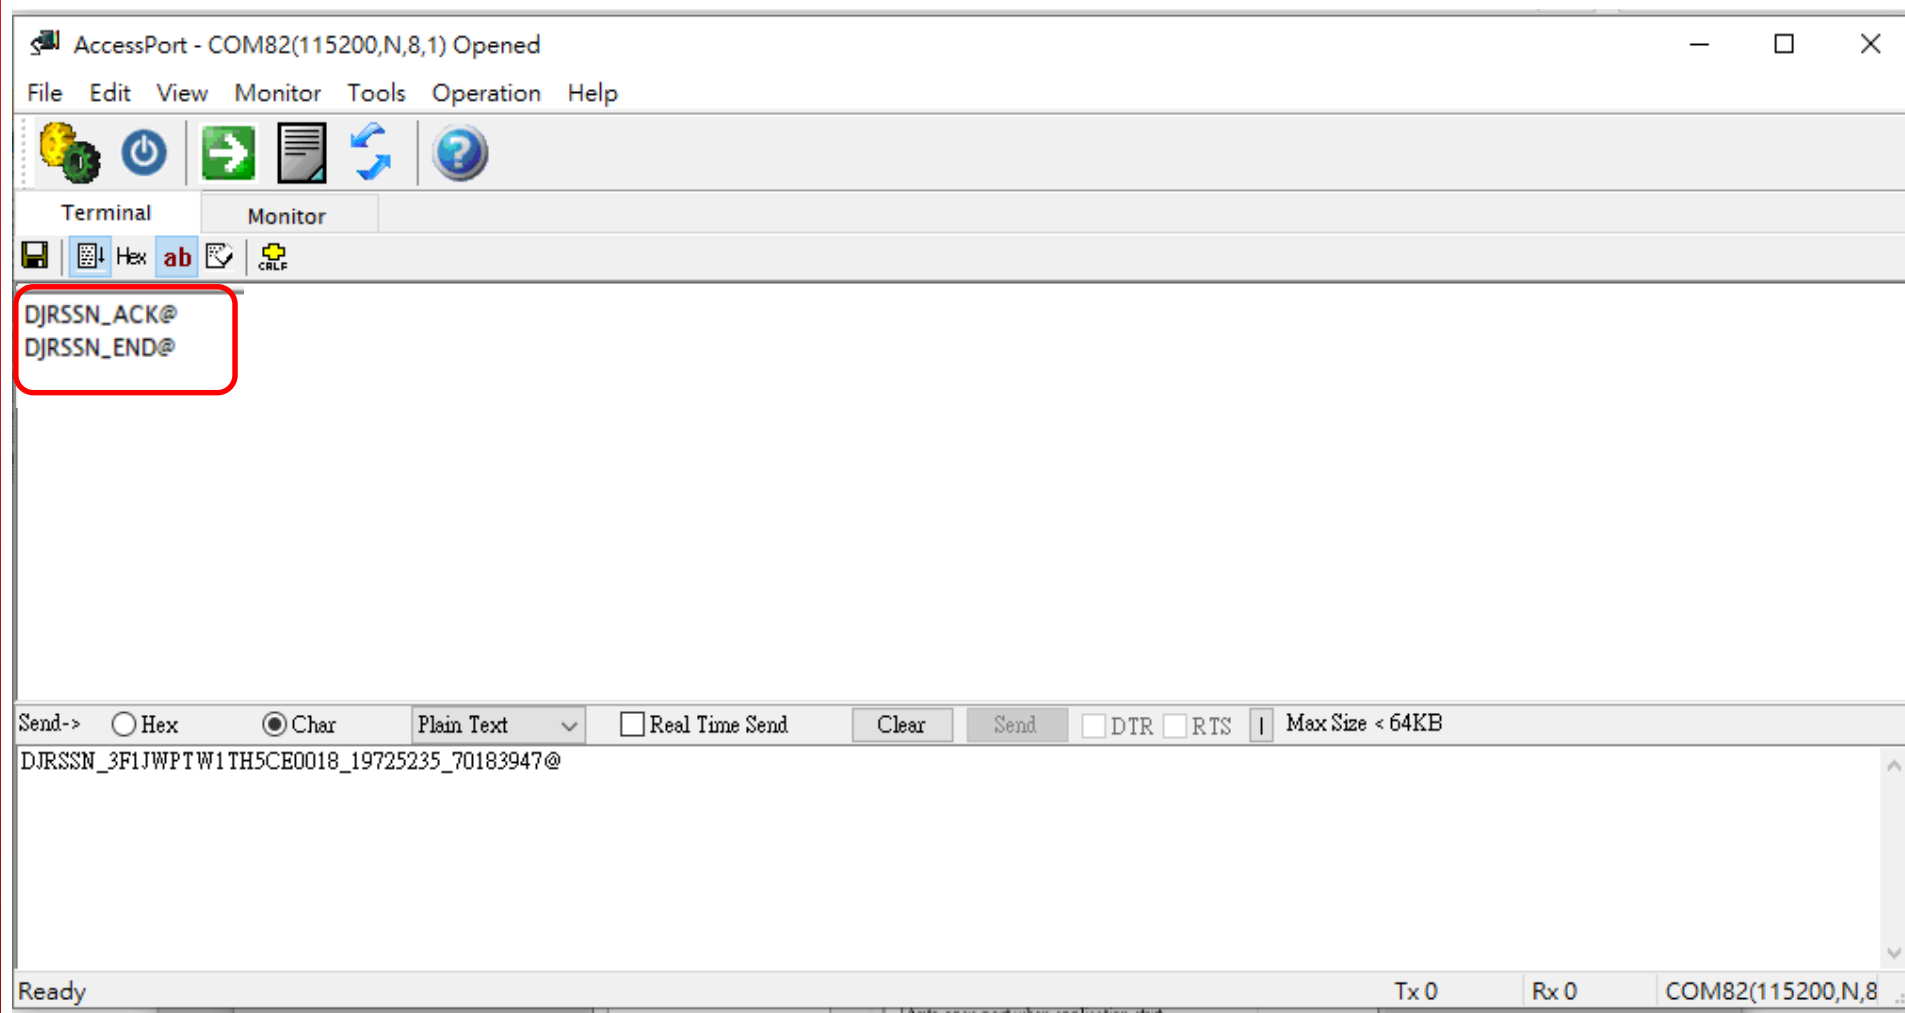 AccessPort - COM82(115200,N,8,1) Opened
File Edit View Monitor Tools Operation Help
Terminal Monitor
Hex ab CRLF
DJRSSN_ACK@
DJRSSN_END@
Send-> Hex Char Plain Text Real Time Send Clear Send DTR RTS | Max Size < 64KB
DJRSSN_3F1JWPTW1TH5CE0018_19725235_70183947@
Ready Tx 0 Rx 0 COM82(115200,N,8